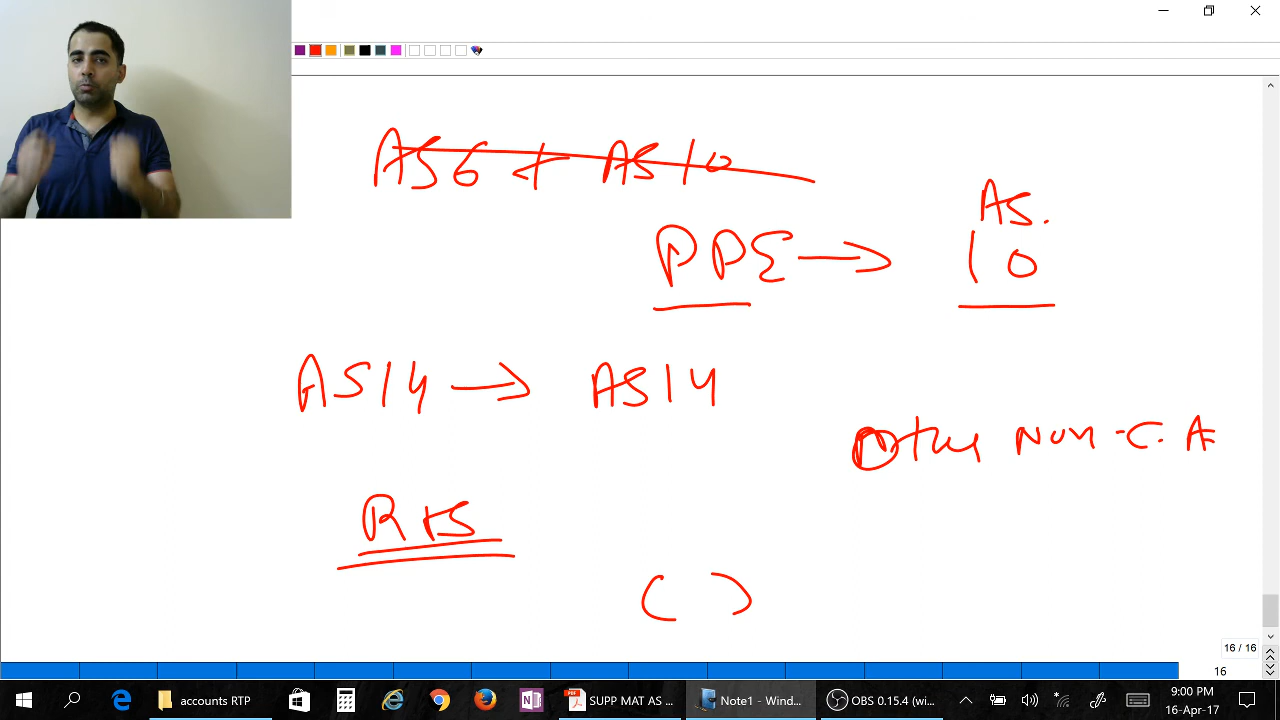 AS6 + AS10
AS.
PPE → 10
AS14 → AS14
Other Non-C. A
R+S
( )
16 / 16
16
accounts RTP
SUPP MAT AS ...
Note1 - Wind...
OBS 0.15.4 (wi...
9:00 PM
16-Apr-17